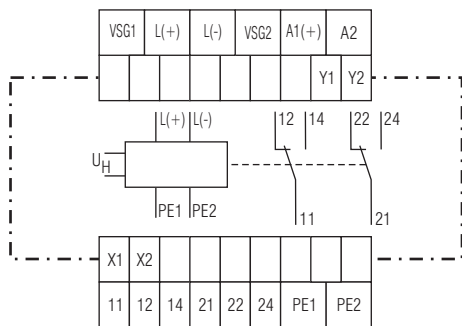 VSG1 L(+) L(-) VSG2 A1(+) A2
Y1 Y2
L(+) L(-) 12 14 22 24
UH
PE1 PE2 11 21
X1 X2
11 12 14 21 22 24 PE1 PE2